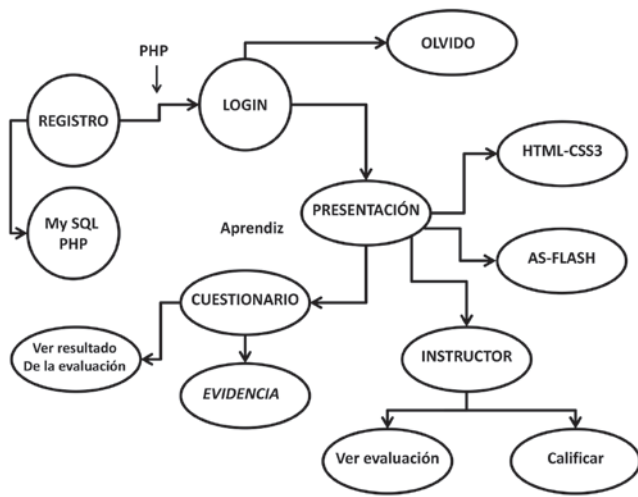 OLVIDO
PHP
REGISTRO
LOGIN
HTML-CSS3
PRESENTACIÓN
My SQL
PHP
Aprendiz
AS-FLASH
CUESTIONARIO
Ver resultado
De la evaluación
INSTRUCTOR
EVIDENCIA
Ver evaluación
Calificar